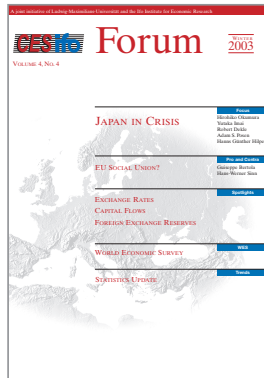 A joint initiative of Ludwig-Maximilians-Universität and the Ifo Institute for Economic Research
CESifo Forum
WINTER
2003
VOLUME 4, NO. 4
Focus
JAPAN IN CRISIS
Hiroshiko Okumura
Yutaka Imai
Robert Dekle
Adam S. Posen
Hanns Günther Hilpert
Pro and Contra
EU SOCIAL UNION?
Giuseppe Bertola
Hans-Werner Sinn
Spotlights
EXCHANGE RATES
CAPITAL FLOWS
FOREIGN EXCHANGE RESERVES
WES
WORLD ECONOMIC SURVEY
Trends
STATISTICS UPDATE